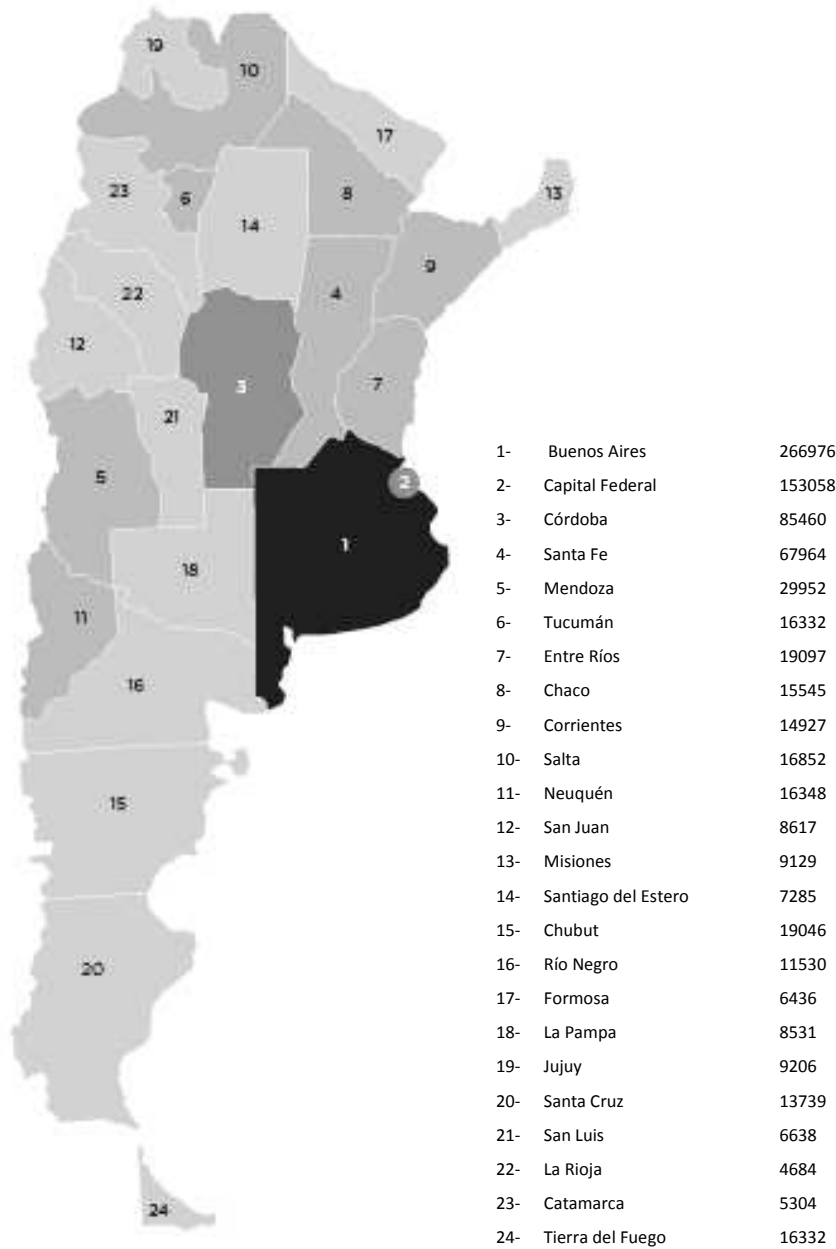 19
10
17
23
6
8
13
14
9
22
4
12
3
7
21
5
2
1
18
11
16
15
20
24
1- Buenos Aires 266976
2- Capital Federal 153058
3- Córdoba 85460
4- Santa Fe 67964
5- Mendoza 29952
6- Tucumán 16332
7- Entre Ríos 19097
8- Chaco 15545
9- Corrientes 14927
10- Salta 16852
11- Neuquén 16348
12- San Juan 8617
13- Misiones 9129
14- Santiago del Estero 7285
15- Chubut 19046
16- Río Negro 11530
17- Formosa 6436
18- La Pampa 8531
19- Jujuy 9206
20- Santa Cruz 13739
21- San Luis 6638
22- La Rioja 4684
23- Catamarca 5304
24- Tierra del Fuego 16332